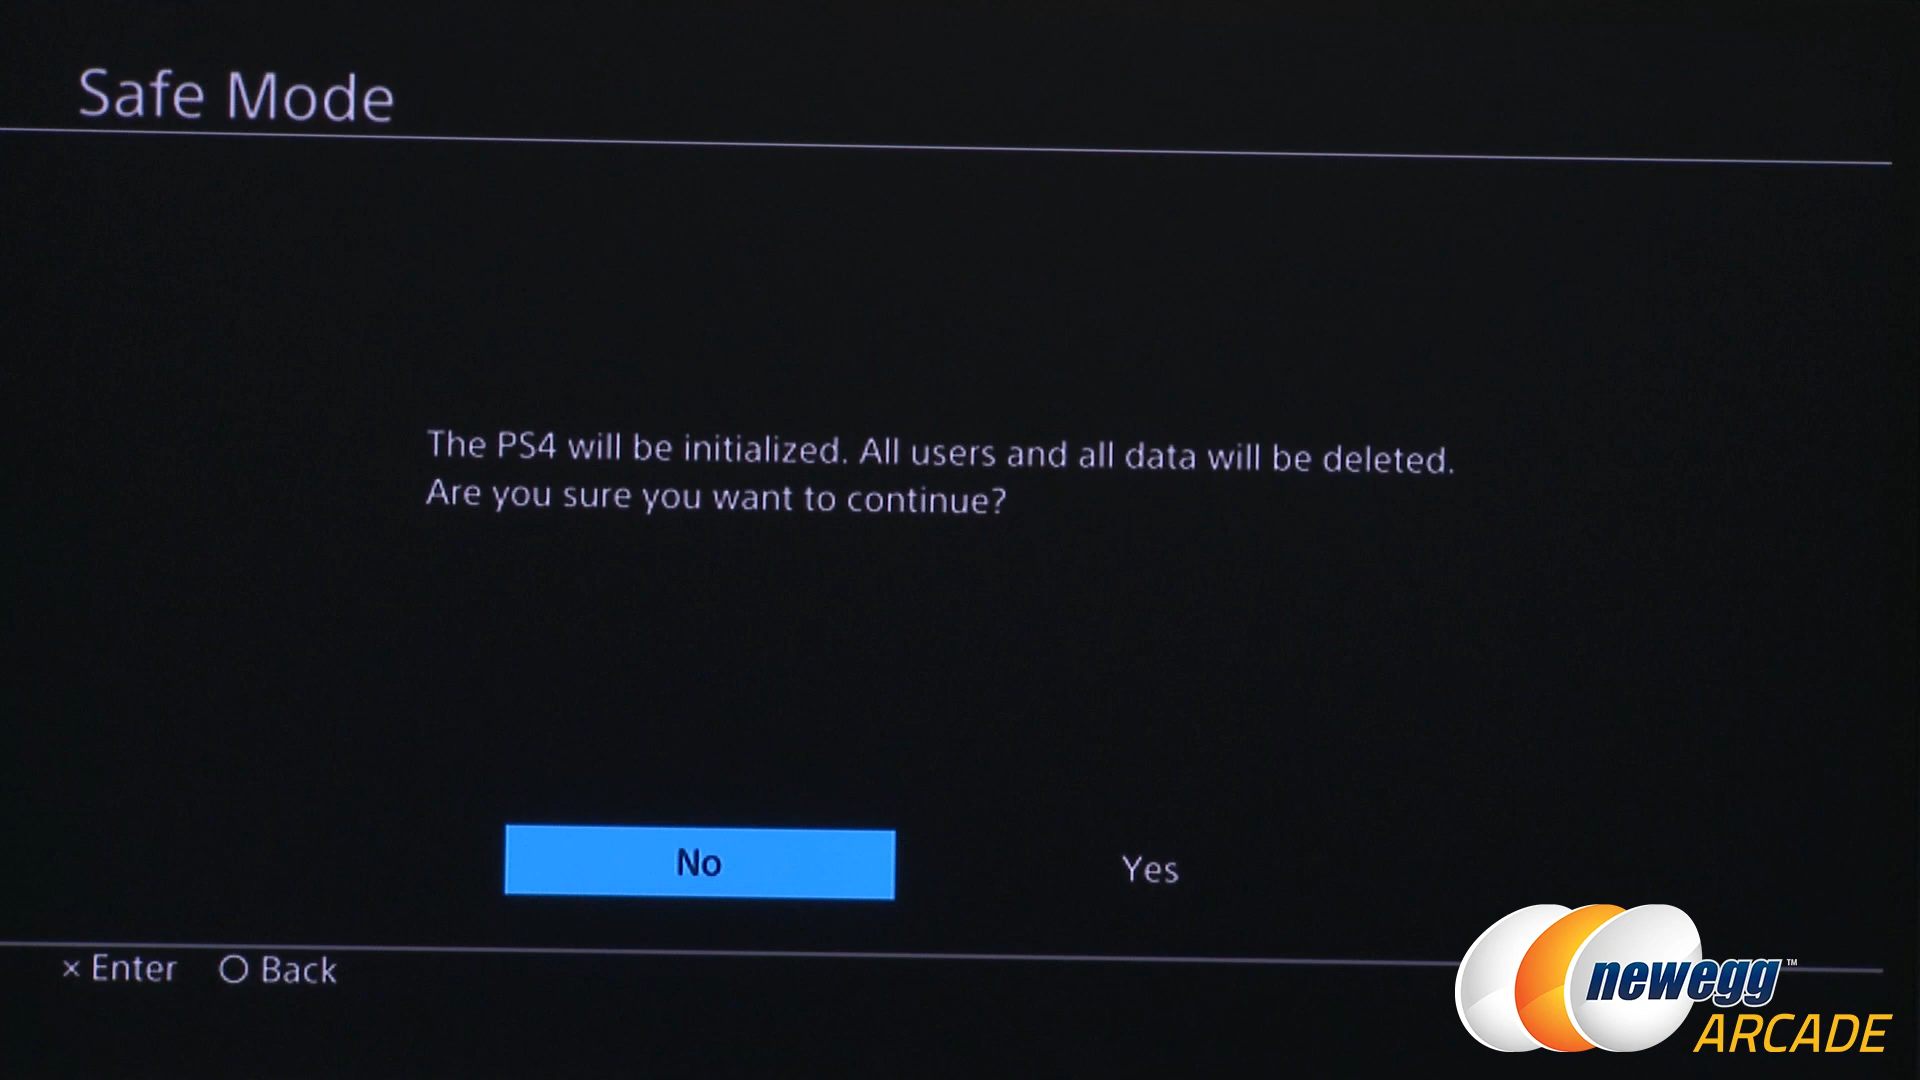 Safe Mode
The PS4 will be initialized. All users and all data will be deleted.
Are you sure you want to continue?
No
Yes
× Enter ○ Back
newegg™
ARCADE